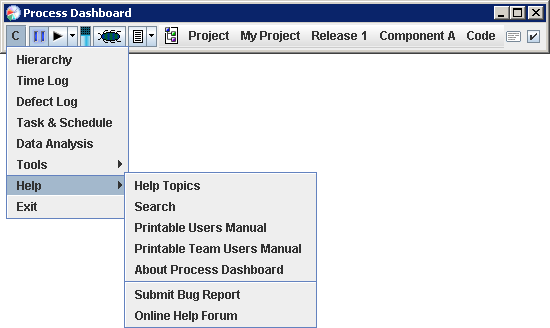 Process Dashboard
C Project My Project Release 1 Component A Code
Hierarchy
Time Log
Defect Log
Task & Schedule
Data Analysis
Tools
Help
Exit
Help Topics
Search
Printable Users Manual
Printable Team Users Manual
About Process Dashboard
Submit Bug Report
Online Help Forum